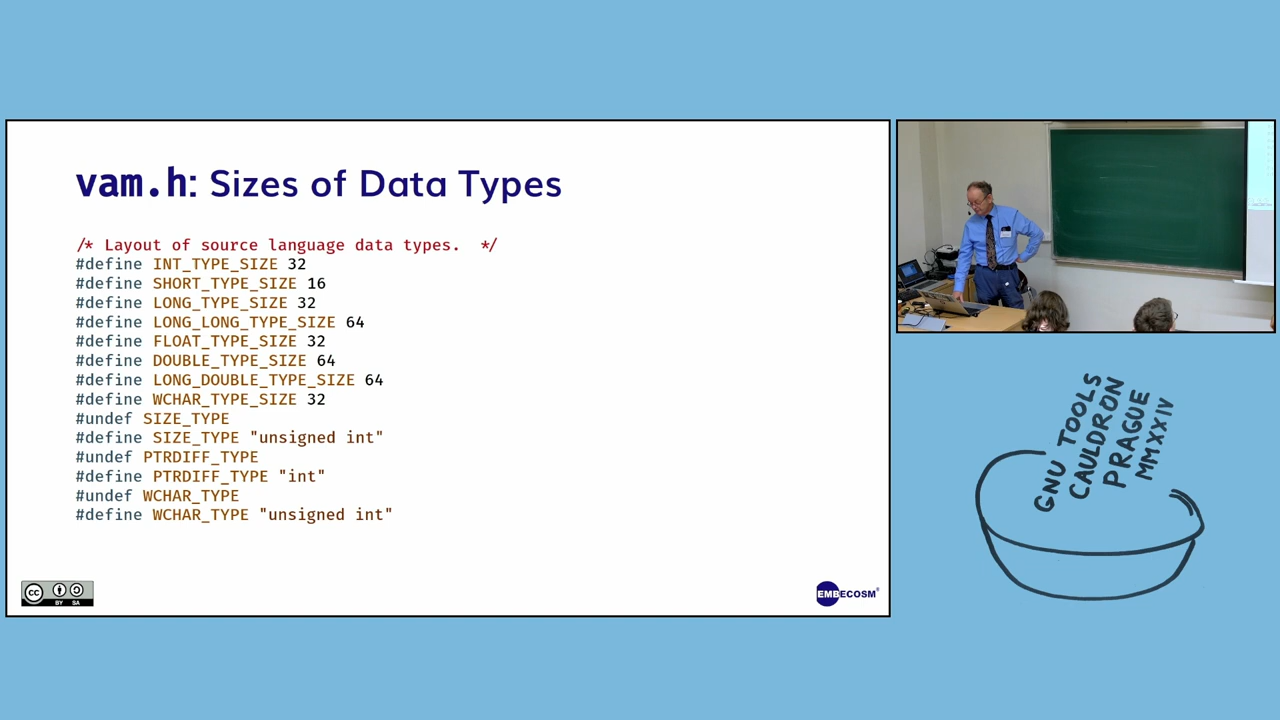 vam.h: Sizes of Data Types
/* Layout of source language data types.  */
#define INT_TYPE_SIZE 32
#define SHORT_TYPE_SIZE 16
#define LONG_TYPE_SIZE 32
#define LONG_LONG_TYPE_SIZE 64
#define FLOAT_TYPE_SIZE 32
#define DOUBLE_TYPE_SIZE 64
#define LONG_DOUBLE_TYPE_SIZE 64
#define WCHAR_TYPE_SIZE 32
#undef SIZE_TYPE
#define SIZE_TYPE "unsigned int"
#undef PTRDIFF_TYPE
#define PTRDIFF_TYPE "int"
#undef WCHAR_TYPE
#define WCHAR_TYPE "unsigned int"
cc
BY SA
EMBECOSM®
GNU TOOLS
CAULDRON
PRAGUE
MMXXIV